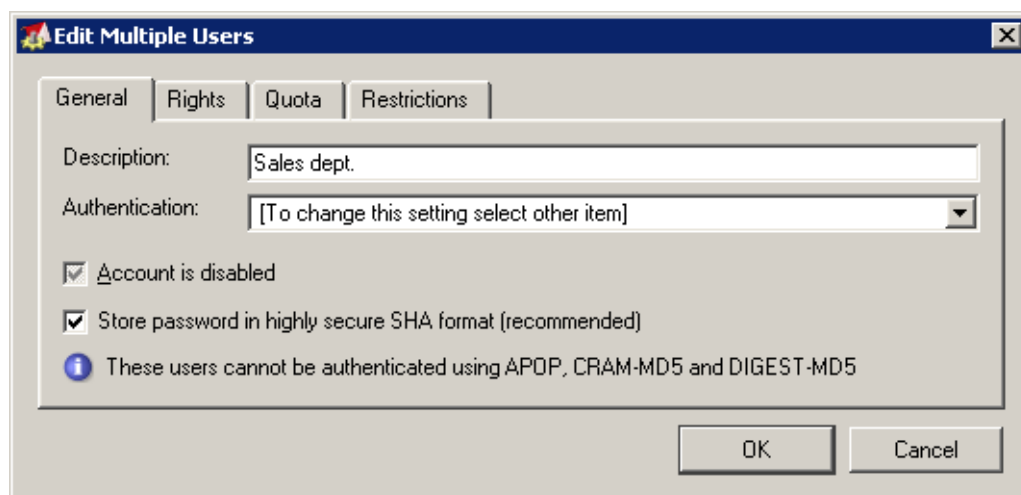 Edit Multiple Users
General Rights Quota Restrictions
Description: Sales dept.
Authentication: [To change this setting select other item]
Account is disabled
Store password in highly secure SHA format (recommended)
These users cannot be authenticated using APOP, CRAM-MD5 and DIGEST-MD5
OK Cancel